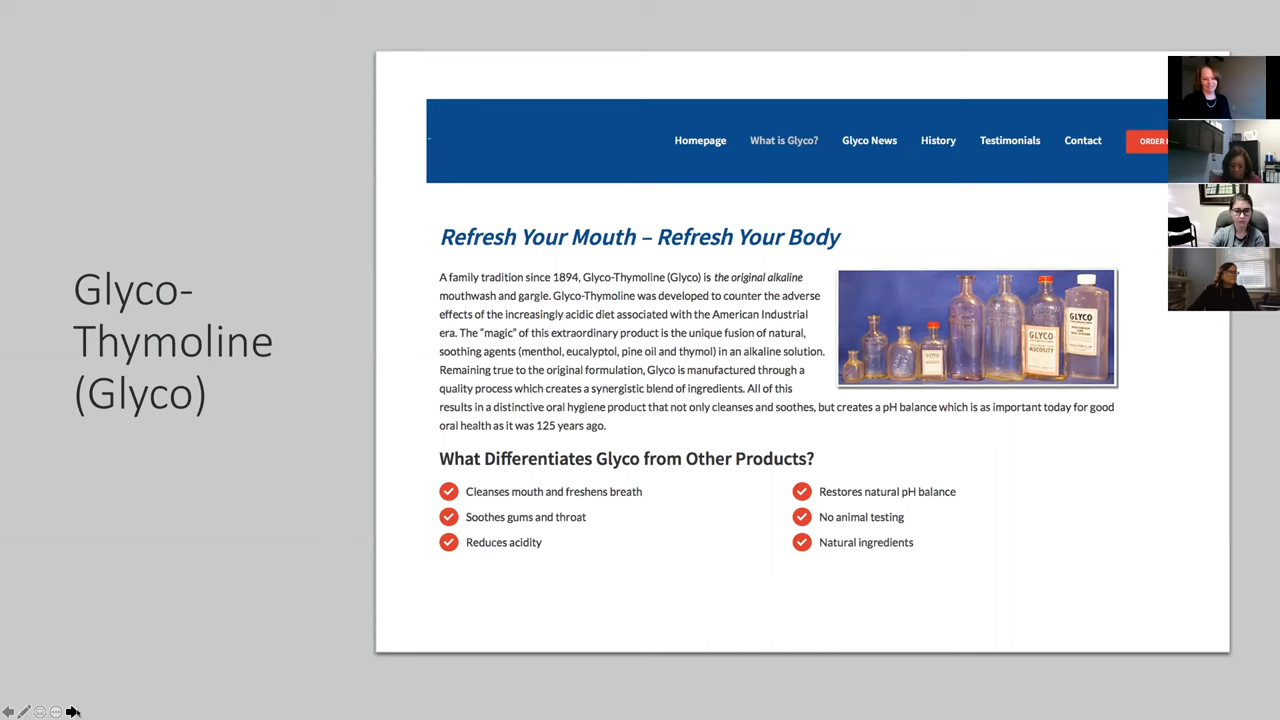 Glyco-
Thymoline
(Glyco)
Homepage What is Glyco? Glyco News History Testimonials Contact ORDER
Refresh Your Mouth – Refresh Your Body
A family tradition since 1894, Glyco-Thymoline (Glyco) is the original alkaline
mouthwash and gargle. Glyco-Thymoline was developed to counter the adverse
effects of the increasingly acidic diet associated with the American Industrial
era. The "magic" of this extraordinary product is the unique fusion of natural,
soothing agents (menthol, eucalyptol, pine oil and thymol) in an alkaline solution.
Remaining true to the original formulation, Glyco is manufactured through a
quality process which creates a synergistic blend of ingredients. All of this
results in a distinctive oral hygiene product that not only cleanses and soothes, but creates a pH balance which is as important today for good
oral health as it was 125 years ago.
GLYCO
GLYCO
What Differentiates Glyco from Other Products?
Cleanses mouth and freshens breath
Soothes gums and throat
Reduces acidity
Restores natural pH balance
No animal testing
Natural ingredients